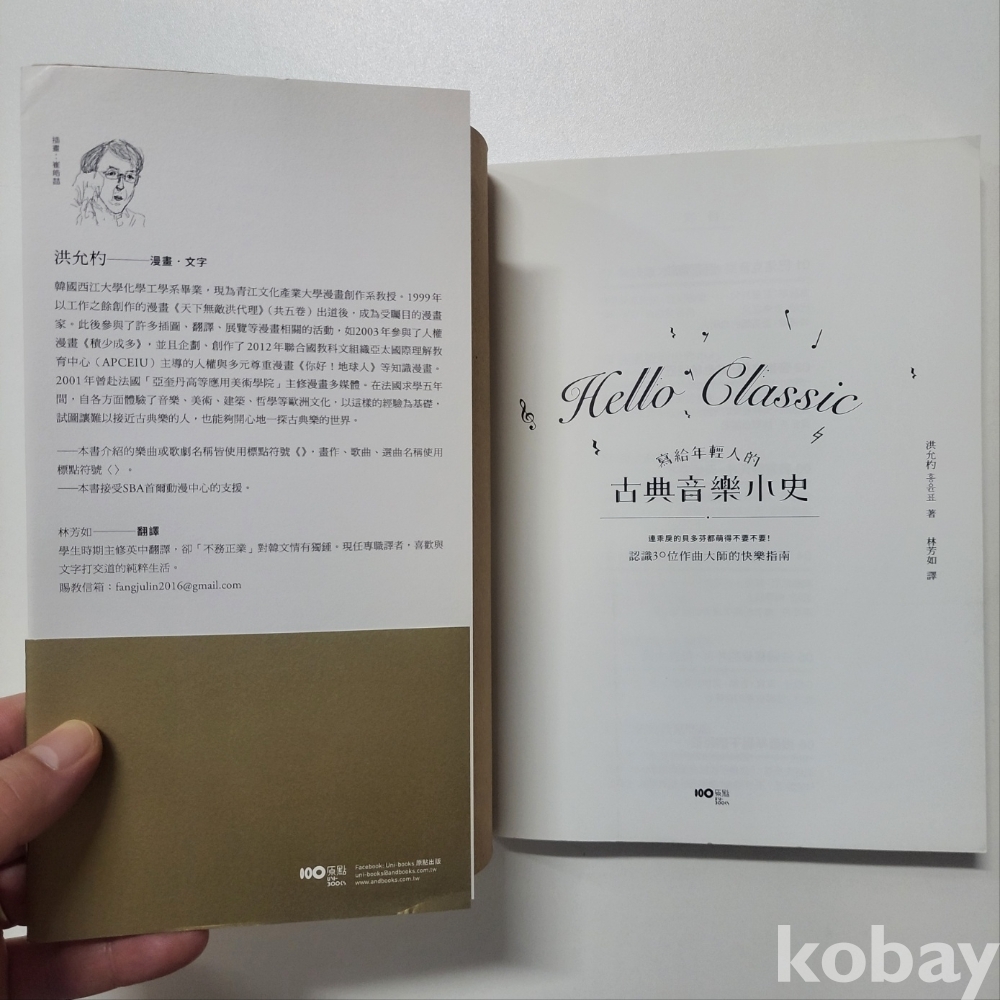 插畫·崔皓喆
洪允杓——漫畫·文字
韓國西江大學化學工學系畢業，現為青江文化產業大學漫畫創作系教授。1999年
以工作之餘創作的漫畫《天下無敵洪代理》（共五卷）出道後，成為受矚目的漫畫
家。此後參與了許多插圖、翻譯、展覽等漫畫相關的活動，如2003年參與了人權
漫畫《積少成多》，並且企劃、創作了2012年聯合國教科文組織亞太國際理解教
育中心（APCEIU）主導的人權與多元尊重漫畫《你好！地球人》等知識漫畫。
2001年曾赴法國「亞奎丹高等應用美術學院」主修漫畫多媒體。在法國求學五年
間，自各方面體驗了音樂、美術、建築、哲學等歐洲文化，以這樣的經驗為基礎，
試圖讓難以接近古典樂的人，也能夠開心地一探古典樂的世界。
——本書介紹的樂曲或歌劇名稱皆使用標點符號《》，畫作、歌曲、選曲名稱使用
標點符號〈〉。
——本書接受SBA首爾動漫中心的支援。
林芳如——翻譯
學生時期主修英中翻譯，卻「不務正業」對韓文情有獨鍾。現任專職譯者，喜歡與
文字打交道的純粹生活。
賜教信箱：fangjulin2016@gmail.com
100原點
uni-books
Facebook: Uni-books 原點出版
uni-books@andbooks.com.tw
www.andbooks.com.tw
Hello Classic
寫給年輕人的
古典音樂小史
連乖戾的貝多芬都萌得不要不要！
認識30位作曲大師的快樂指南
洪允杓 홍윤표 著
林芳如 譯
100原點
uni-books
kobay